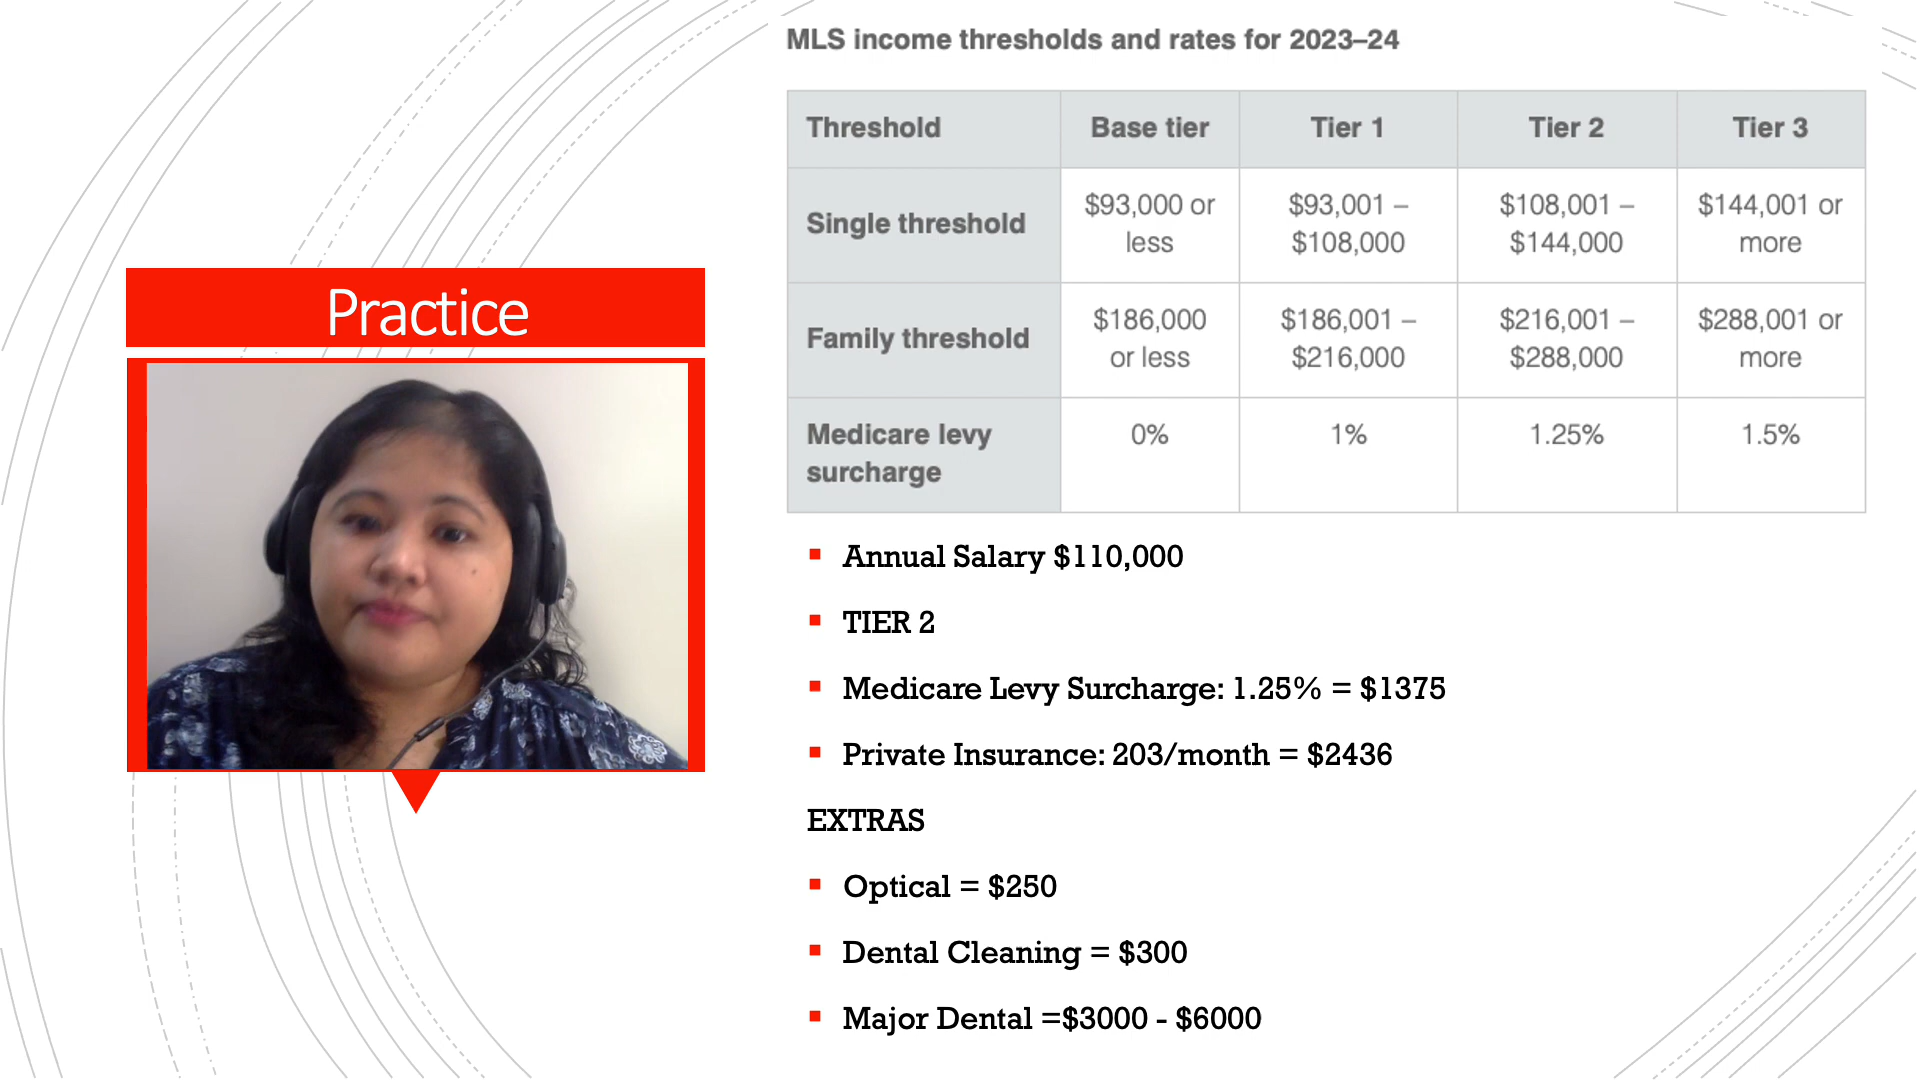 Practice
MLS income thresholds and rates for 2023–24
Threshold Base tier Tier 1 Tier 2 Tier 3
Single threshold $93,000 or less $93,001 – $108,000 $108,001 – $144,000 $144,001 or more
Family threshold $186,000 or less $186,001 – $216,000 $216,001 – $288,000 $288,001 or more
Medicare levy surcharge 0% 1% 1.25% 1.5%
Annual Salary $110,000
TIER 2
Medicare Levy Surcharge: 1.25% = $1375
Private Insurance: 203/month = $2436
EXTRAS
Optical = $250
Dental Cleaning = $300
Major Dental =$3000 - $6000